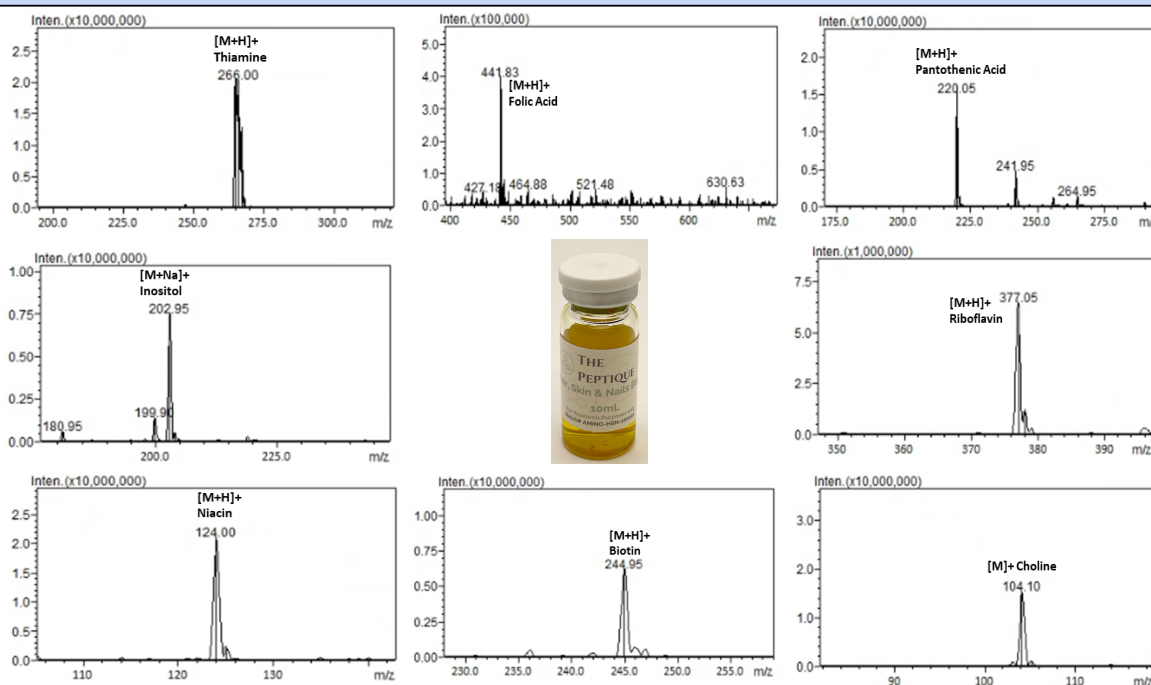 Inten.(x10,000,000)
[M+H]+
Thiamine
266.00
2.5
2.0
1.5
1.0
0.5
0.0
200.0 225.0 250.0 275.0 300.0 m/z
Inten.(x100,000)
5.0
441.83
[M+H]+
Folic Acid
4.0
3.0
2.0
1.0
0.0
427.18 464.88 521.48 630.63
400 450 500 550 600 m/z
Inten.(x10,000,000)
2.0
[M+H]+
Pantothenic Acid
220.05
1.5
1.0
241.95
0.5
264.95
0.0
175.0 200.0 225.0 250.0 275.0
Inten.(x10,000,000)
1.00
[M+Na]+
Inositol
202.95
0.75
0.50
0.25
199.90
180.95
0.00
200.0 225.0 m/z
THE
PEPTIQUE
Skin & Nails
10mL
Research Purposes
Inten.(x1,000,000)
7.5
[M+H]+
Riboflavin
377.05
5.0
2.5
0.0
350 360 370 380 390 m/z
Inten.(x10,000,000)
2.5
[M+H]+
Niacin
124.00
2.0
1.5
1.0
0.5
0.0
110 120 130 m/z
Inten.(x10,000,000)
1.00
[M+H]+
Biotin
244.95
0.75
0.50
0.25
0.00
230.0 235.0 240.0 245.0 250.0 255.0 m/z
Inten.(x10,000,000)
3.0
[M]+ Choline
104.10
2.0
1.0
0.0
90 100 110 m/z